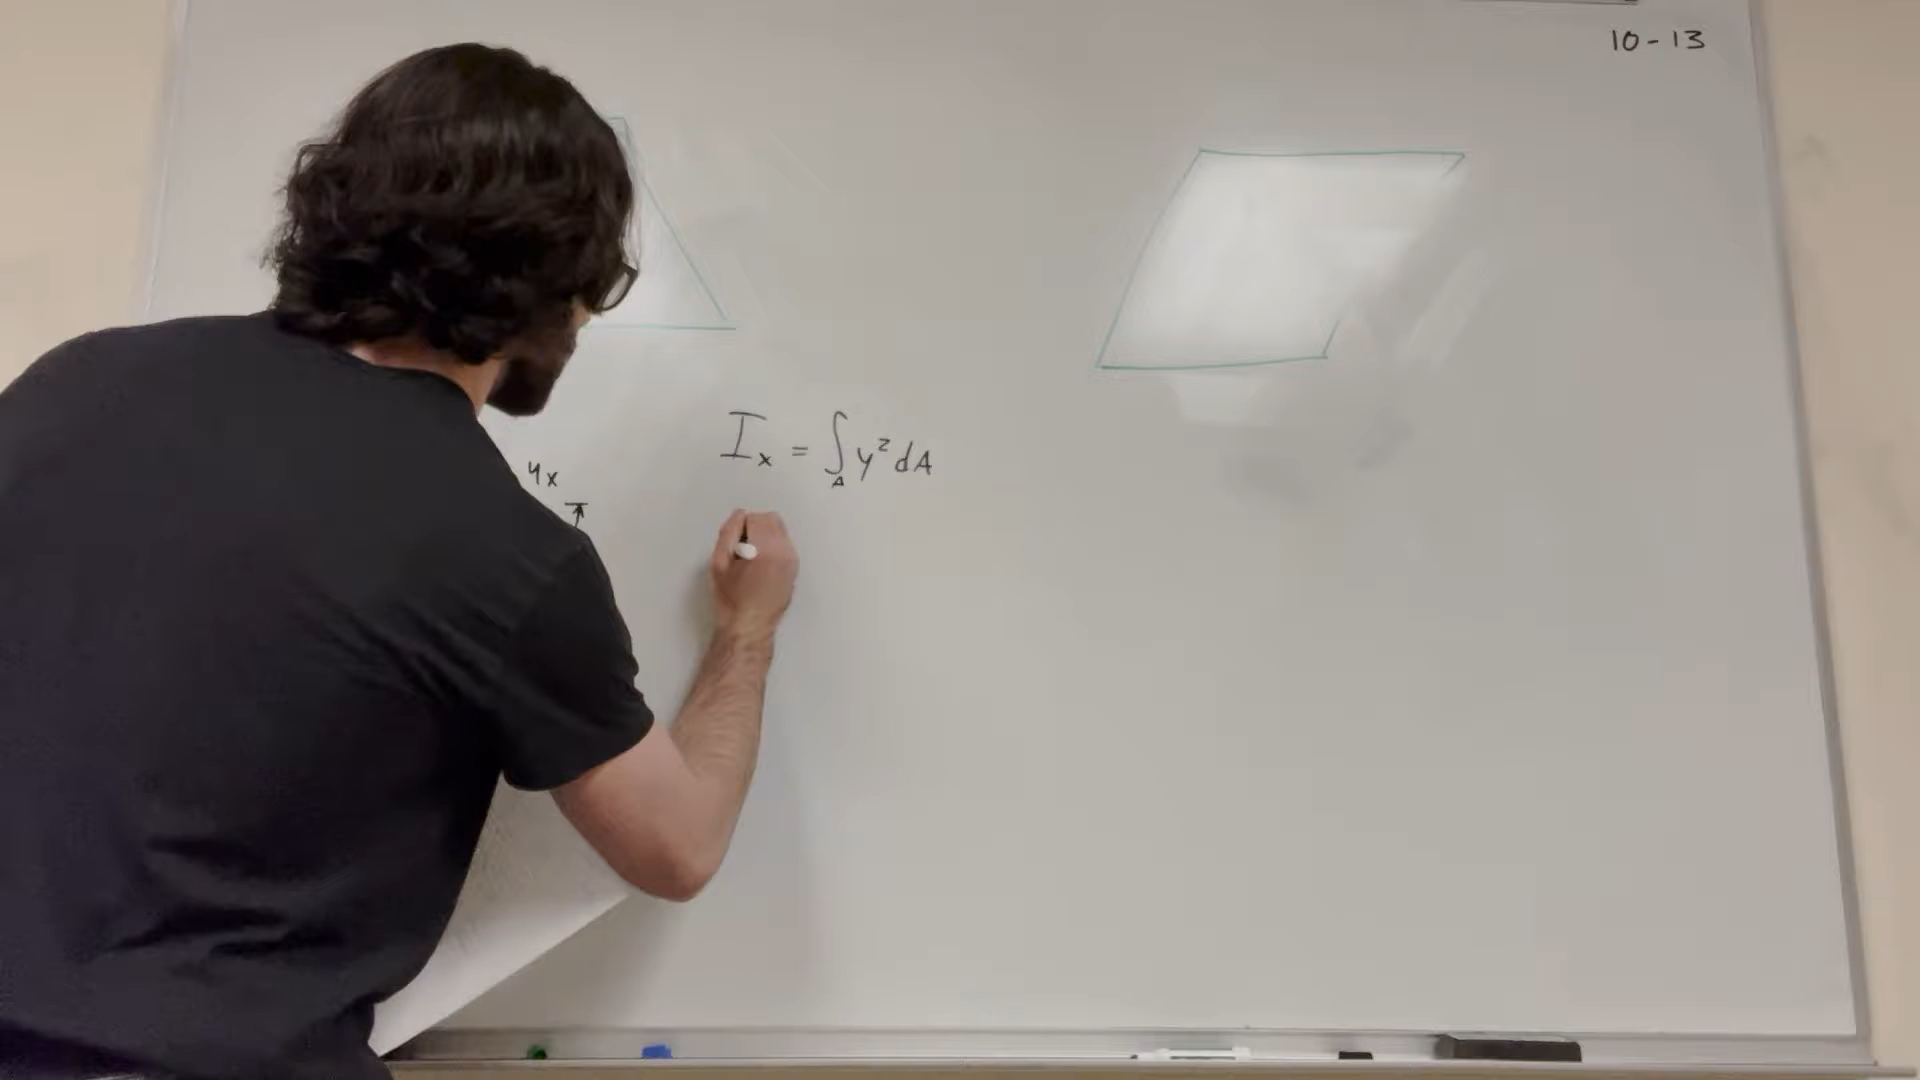 10-13
I_x = ∫_A y² dA
4x